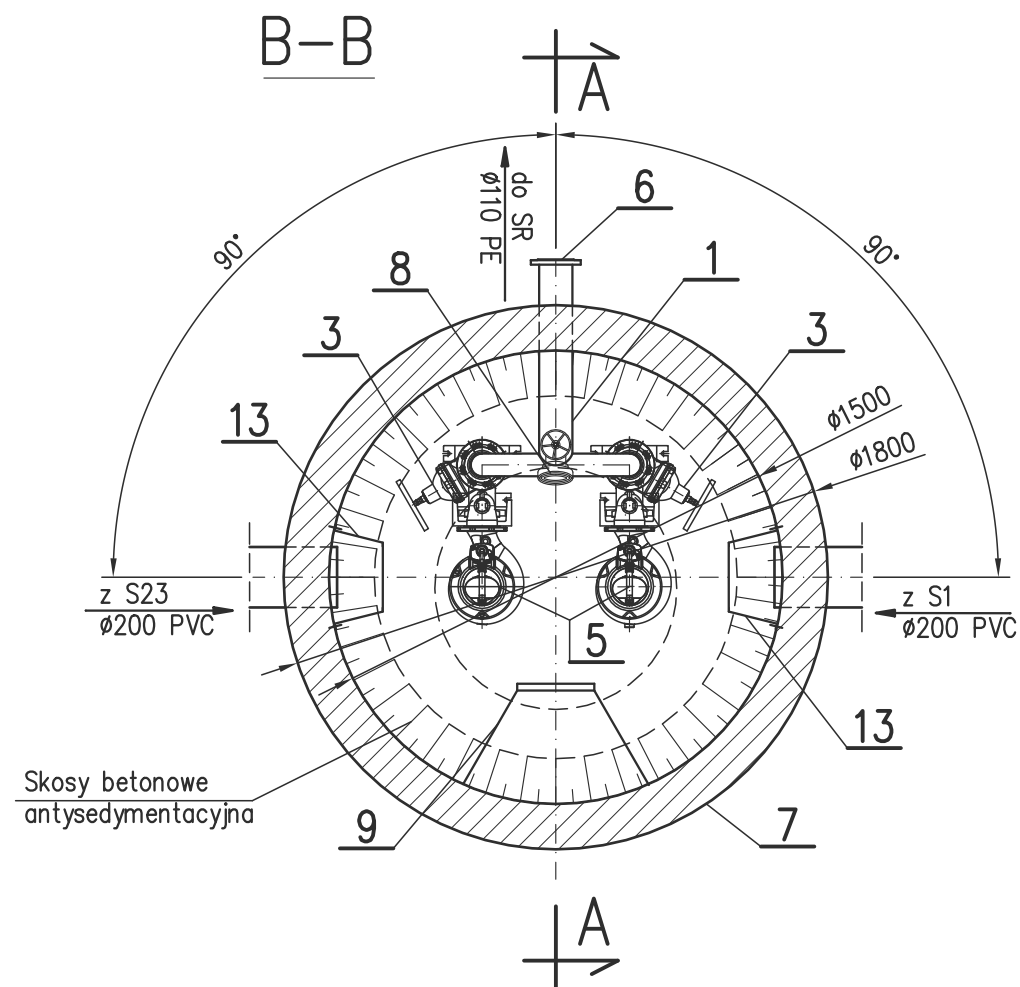 B-B
A
do SR
ø110 PE
6
90°
90°
8
1
3
3
13
ø1500
ø1800
z S23
ø200 PVC
z S1
ø200 PVC
5
13
Skosy betonowe
antysedymentacyjna
9
7
A